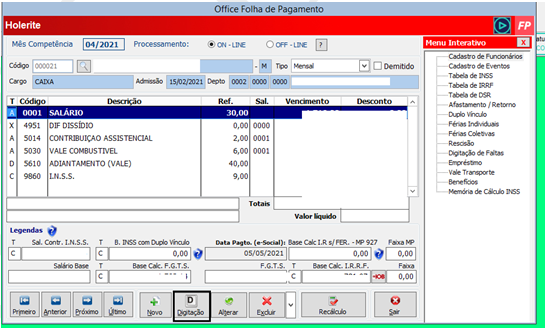 Office Folha de Pagamento
Holerite FP
Mês Competência 04/2021 Processamento: ON - LINE OFF - LINE ?
Menu Interativo X
Código 000021 - M Tipo Mensal Demitido
Cargo CAIXA Admissão 15/02/2021 Depto 0002 0000 0000
T Código Descrição Ref. Sal. Vencimento Desconto
A 0001 SALÁRIO 30,00
X 4951 DIF DISSÍDIO 0,00 0000
A 5014 CONTRIBUIÇAO ASSISTENCIAL 2,00 0001
A 5030 VALE COMBUSTIVEL 6,00 0001
D 5610 ADIANTAMENTO (VALE) 40,00
C 9860 I.N.S.S. 9,00
Totais
Valor líquido
Legendas ?
T Sal. Contr. I.N.S.S. T B. INSS com Duplo Vínculo Data Pagto. (e-Social): Base Calc I.R s/ FER. - MP 927 Faixa MP
C C 0,00 ? 05/05/2021 0,00 ? 0,00
Salário Base T Base Calc. F.G.T.S. F.G.T.S. T Base Calc. I.R.R.F. Faixa
C C 0,00
Primeiro Anterior Próximo Último Novo D Digitação Alterar Excluir Recálculo Sair
Cadastro de Funcionários
Cadastro de Eventos
Tabela de INSS
Tabela de IRRF
Tabela de DSR
Afastamento / Retorno
Duplo Vínculo
Férias Individuais
Férias Coletivas
Rescisão
Digitação de Faltas
Empréstimo
Vale Transporte
Benefícios
Memória de Cálculo INSS